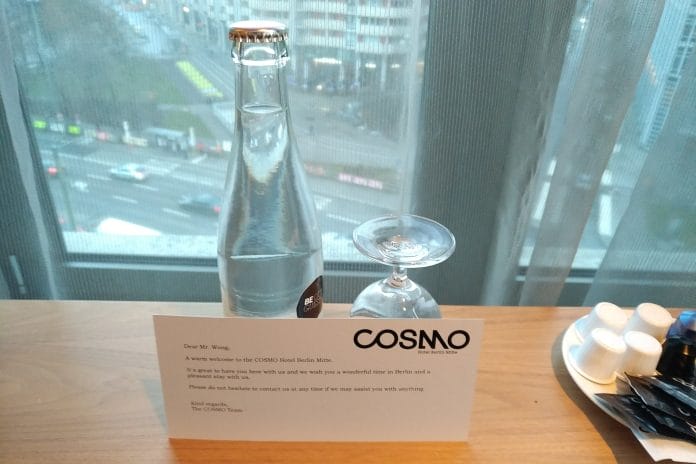 BE
COSMO
Hotel Berlin Mitte
Dear Mr. Wong,
A warm welcome to the COSMO Hotel Berlin Mitte.
It's great to have you here with us and we wish you a wonderful time in Berlin and a
pleasant stay with us.
Please do not hesitate to contact us at any time if we may assist you with anything.
Kind regards,
The COSMO Team